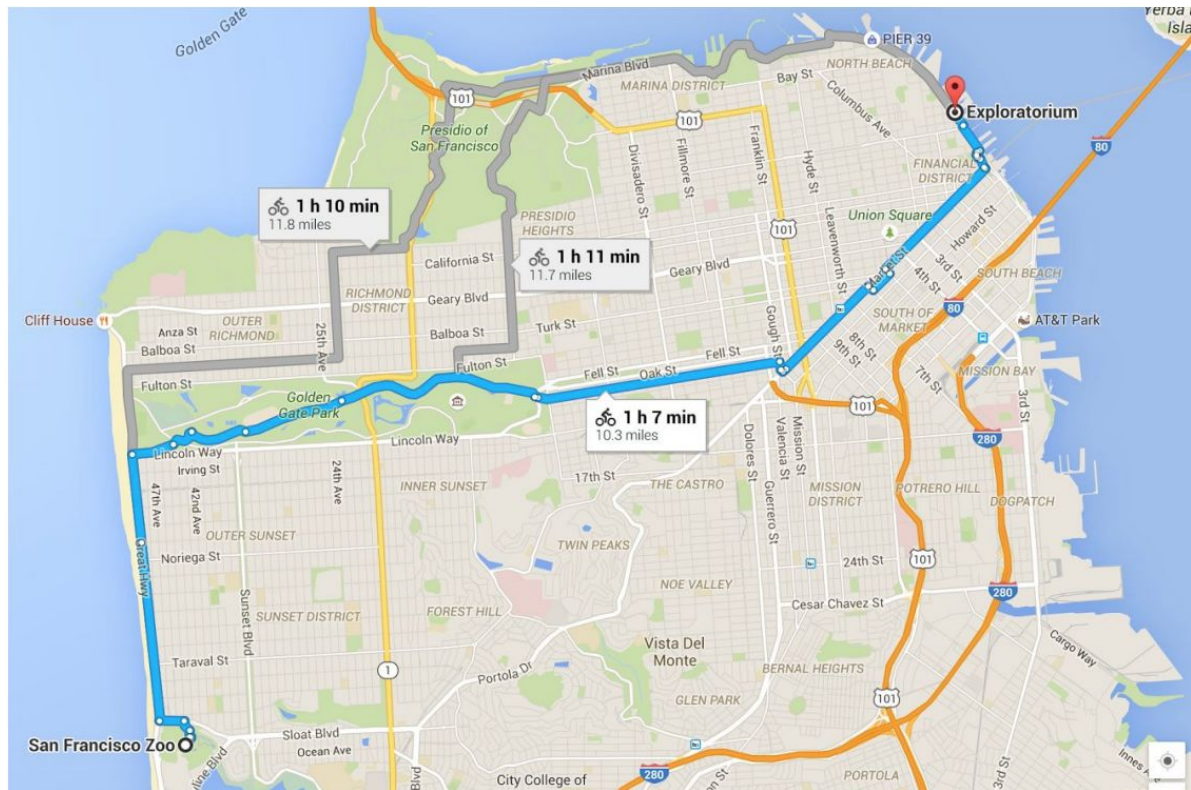 Golden Gate
Yerba
Isla
PIER 39
NORTH BEACH
Marina Blvd
MARINA DISTRICT
Bay St
Columbus Ave
Exploratorium
101
Presidio of
San Francisco
101
Divisadero St
Fillmore St
Franklin St
Hyde St
FINANCIAL
DISTRICT
80
1 h 10 min
11.8 miles
PRESIDIO
HEIGHTS
101
Leavenworth St
Union Square
Howard St
1 h 11 min
11.7 miles
California St
Geary Blvd
Market St
3rd St
4th St
SOUTH BEACH
RICHMOND
DISTRICT
Geary Blvd
80
Cliff House
OUTER
RICHMOND
Anza St
25th Ave
Balboa St
Balboa St
Turk St
Gough St
SOUTH OF
MARKET
AT&T Park
8th St
9th St
7th St
MISSION BAY
Fulton St
Fulton St
Fell St
Fell St
Oak St
Golden
Gate Park
1 h 7 min
10.3 miles
101
3rd St
Lincoln Way
Lincoln Way
Irving St
280
47th Ave
42nd Ave
24th Ave
INNER SUNSET
17th St
THE CASTRO
Dolores St
Valencia St
Mission St
Guerrero St
MISSION
DISTRICT
POTRERO HILL
DOGPATCH
OUTER SUNSET
Great Hwy
Noriega St
TWIN PEAKS
24th St
101
Sunset Blvd
SUNSET DISTRICT
FOREST HILL
NOE VALLEY
Cesar Chavez St
280
Taraval St
1
Portola Dr
Vista Del
Monte
BERNAL HEIGHTS
Cargo Way
GLEN PARK
101
San Francisco Zoo
Sloat Blvd
Ocean Ave
line Blvd
Blvd
City College of
280
on St
PORTOLA
3rd St
Innes A